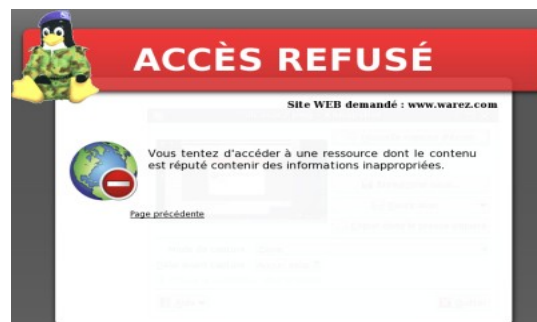 ACCÈS REFUSÉ
Site WEB demandé : www.warez.com
Vous tentez d'accéder à une ressource dont le contenu
est réputé contenir des informations inappropriées.
Page précédente